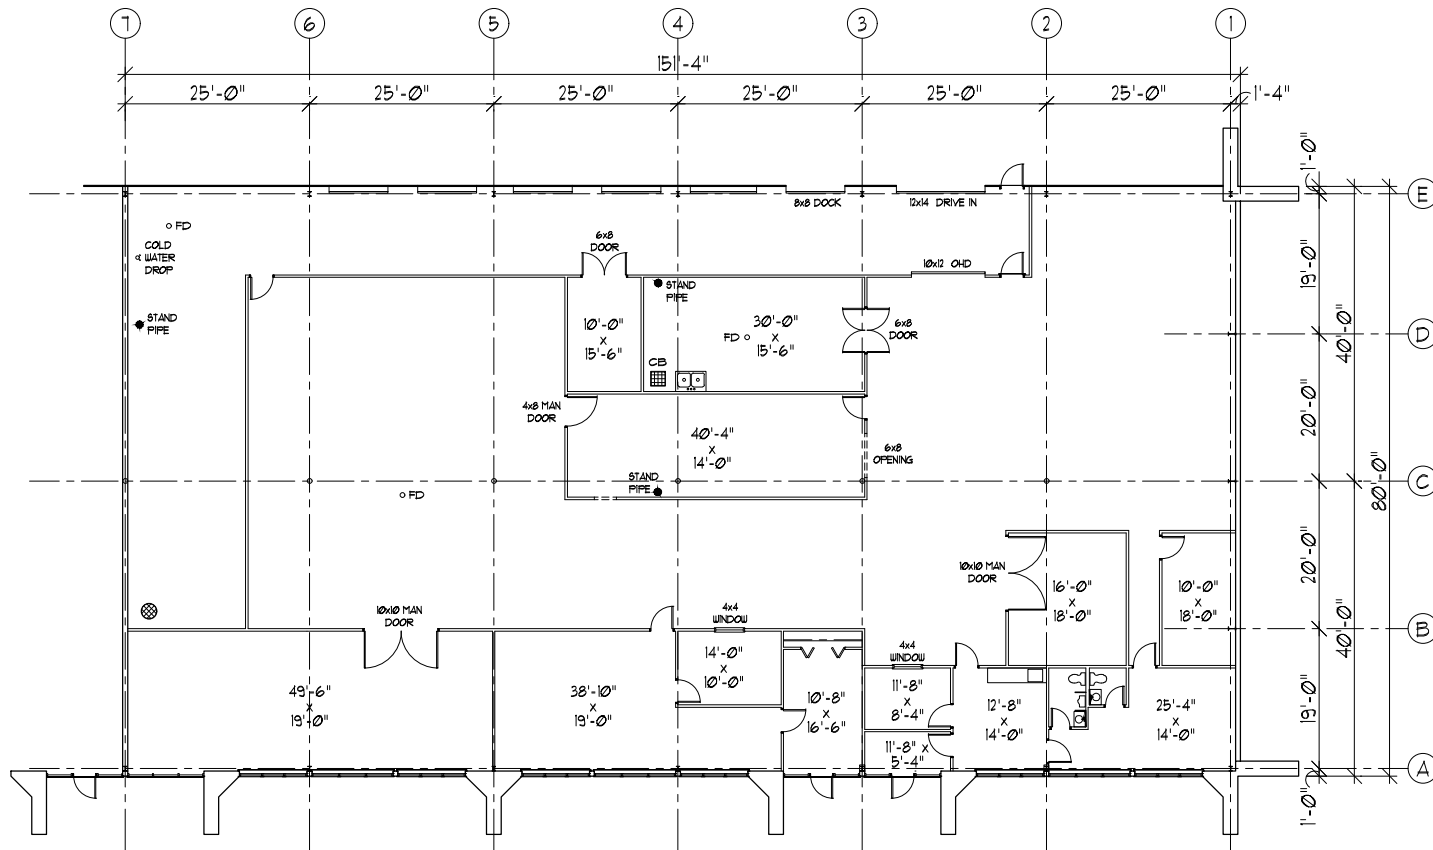 7 6 5 4 3 2 1
151'-4"
25'-0" 25'-0" 25'-0" 25'-0" 25'-0" 25'-0" 1'-4"
1'-0"
E
8x8 DOCK
12x14 DRIVE IN
FD
COLD
WATER
DROP
6x8
DOOR
10x12 OHD
19'-0"
STAND
PIPE
STAND
PIPE
10'-0"
x
15'-6"
FD
30'-0"
x
15'-6"
6x8
DOOR
D
40'-0"
CB
4x8 MAN
DOOR
20'-0"
40'-4"
x
14'-0"
6x8
OPENING
STAND
PIPE
C
80'-0"
FD
20'-0"
10x10 MAN
DOOR
16'-0"
x
18'-0"
10'-0"
x
18'-0"
10x10 MAN
DOOR
4x4
WINDOW
B
40'-0"
4x4
WINDOW
14'-0"
x
10'-0"
49'-6"
x
19'-0"
38'-10"
x
19'-0"
10'-8"
x
16'-6"
11'-8"
x
8'-4"
12'-8"
x
14'-0"
25'-4"
x
14'-0"
19'-0"
11'-8" x
5'-4"
A
1'-0"